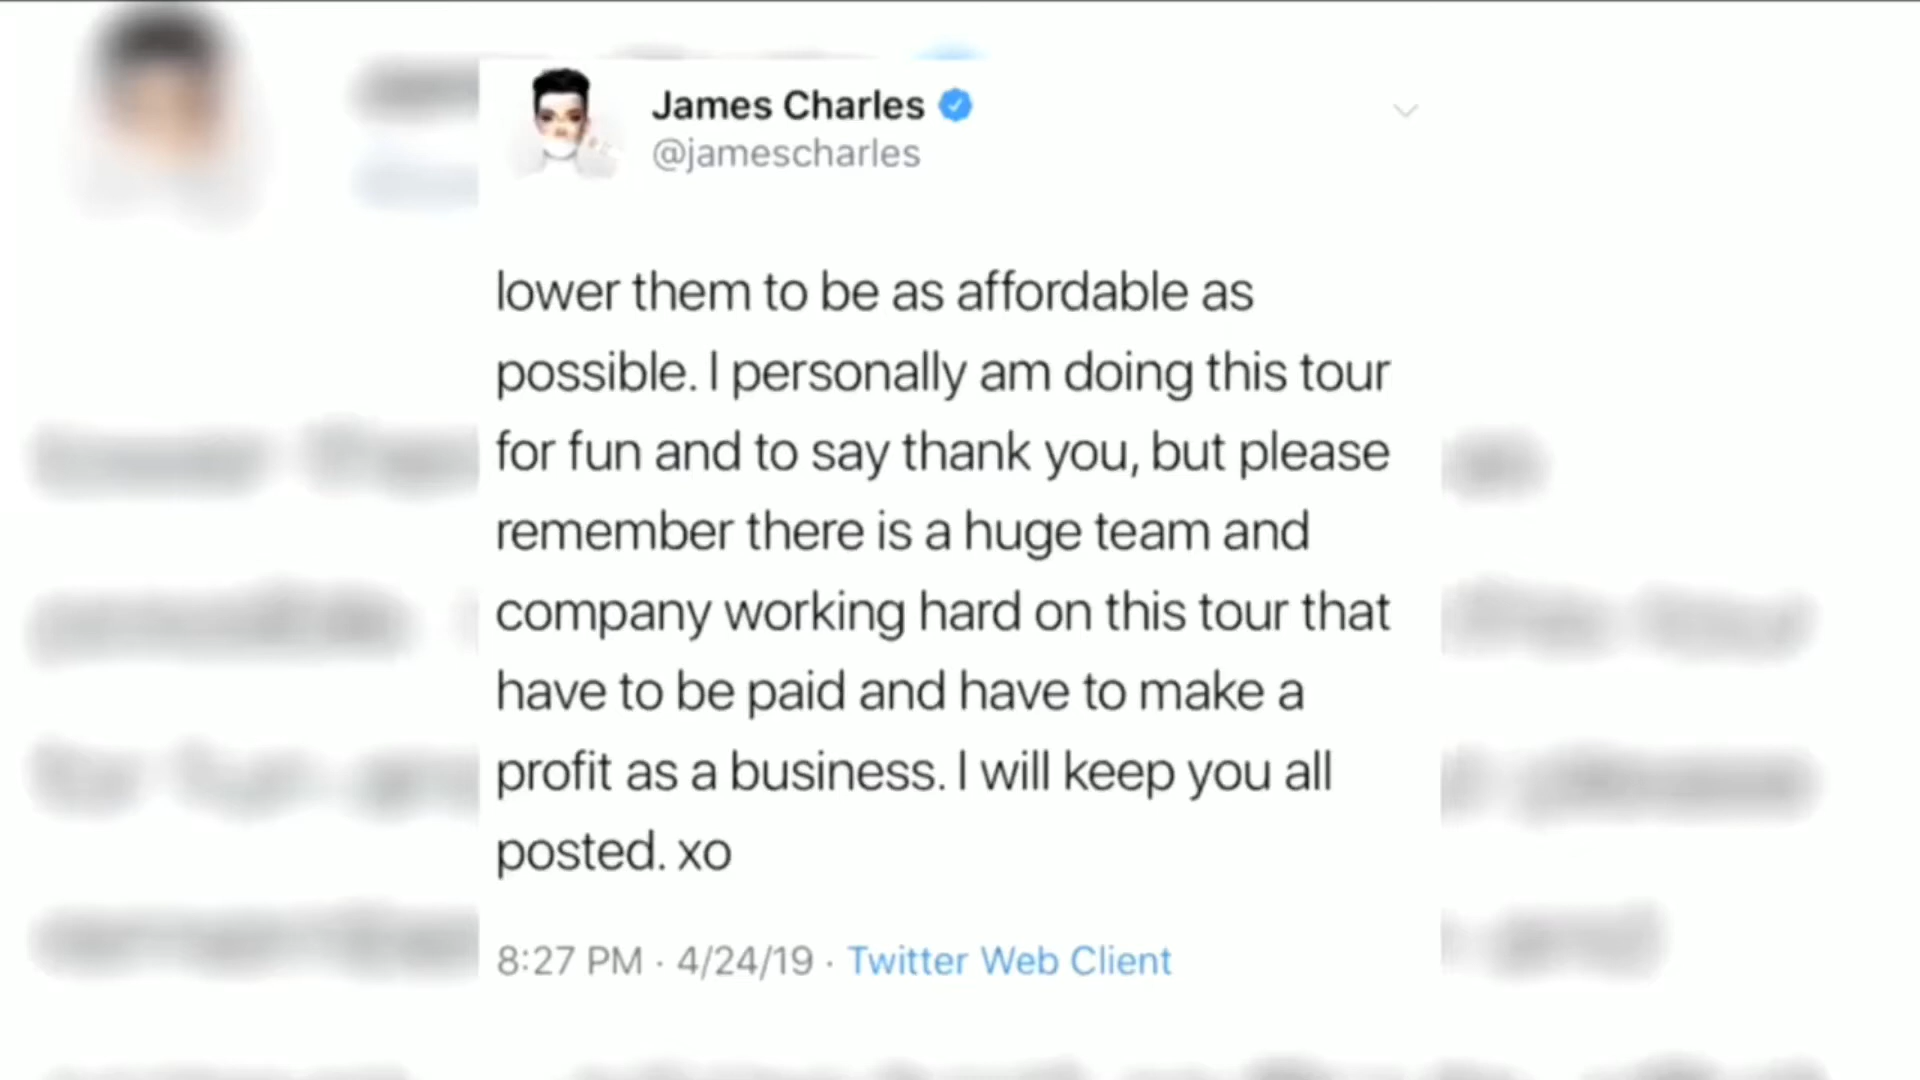 James Charles
@jamescharles
lower them to be as affordable as
possible. I personally am doing this tour
for fun and to say thank you, but please
remember there is a huge team and
company working hard on this tour that
have to be paid and have to make a
profit as a business. I will keep you all
posted. xo
8:27 PM · 4/24/19 · Twitter Web Client